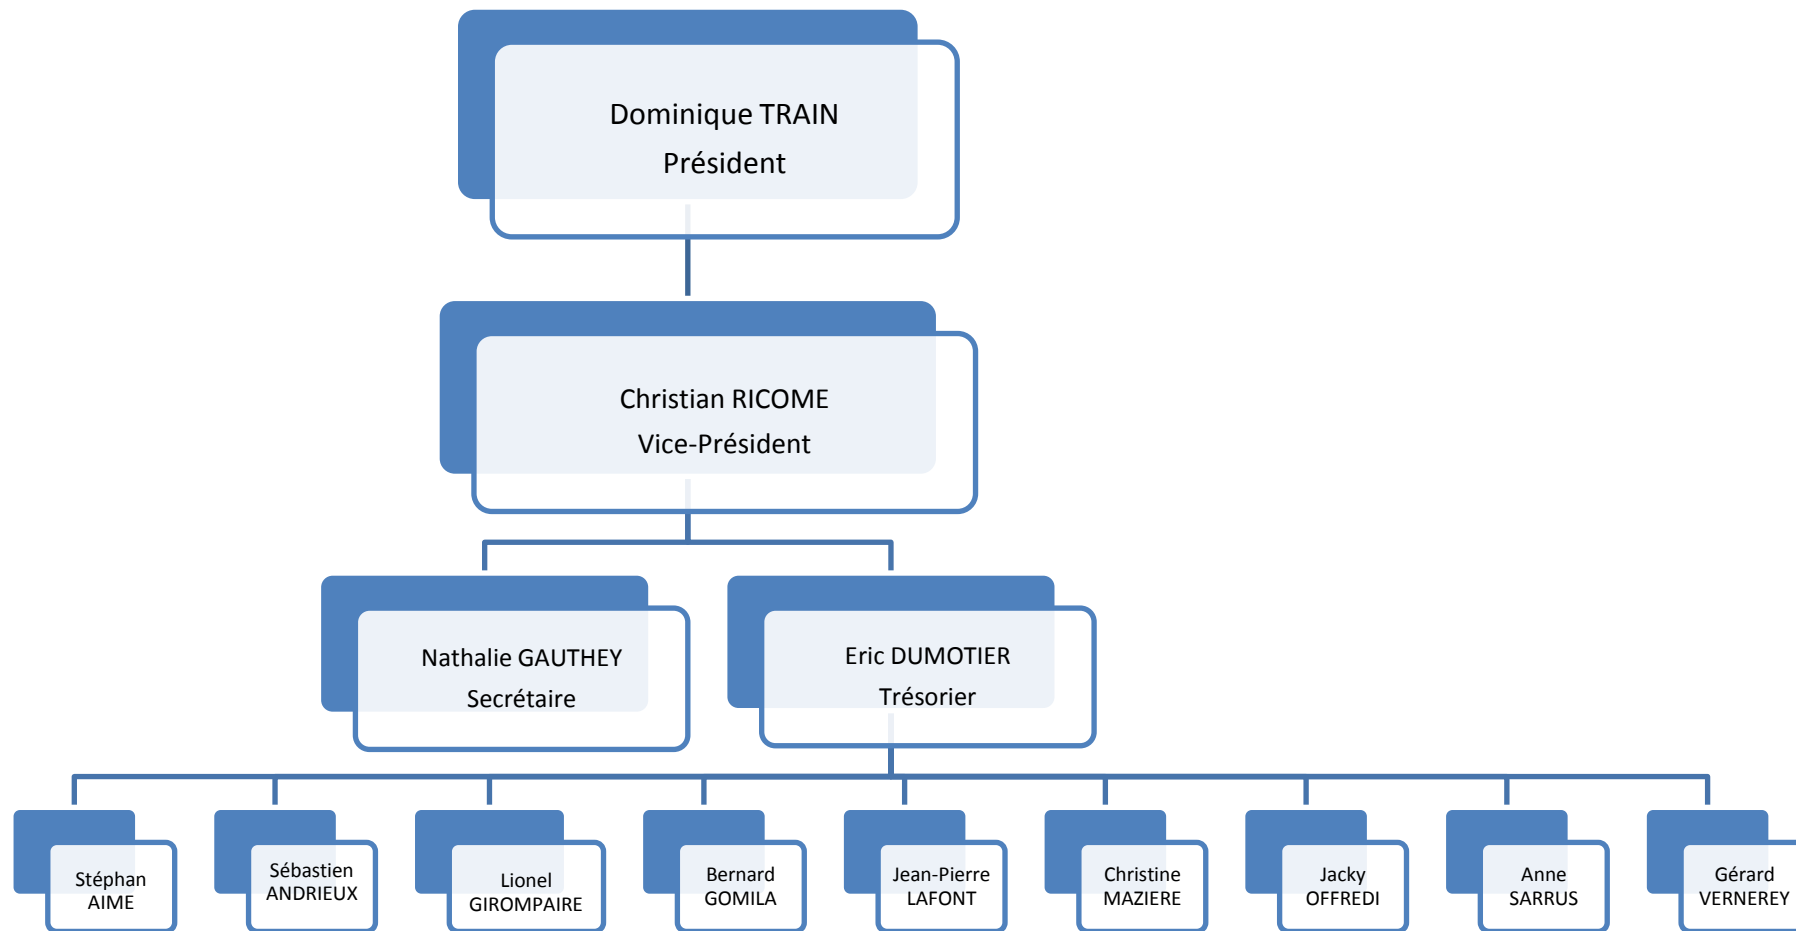 Dominique TRAIN
Président
Christian RICOME
Vice-Président
Nathalie GAUTHEY
Secrétaire
Eric DUMOTIER
Trésorier
Stéphan
AIME
Sébastien
ANDRIEUX
Lionel
GIROMPAIRE
Bernard
GOMILA
Jean-Pierre
LAFONT
Christine
MAZIERE
Jacky
OFFREDI
Anne
SARRUS
Gérard
VERNEREY